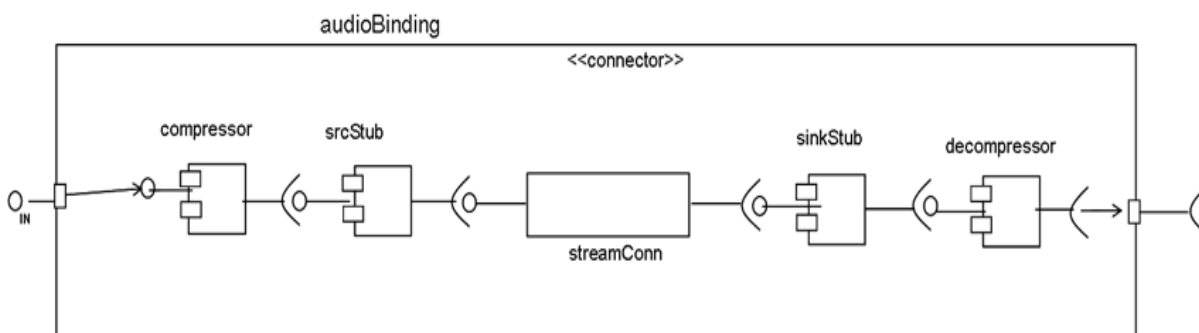 audioBinding
<<connector>>
compressor
srcStub
sinkStub
decompressor
IN
streamConn